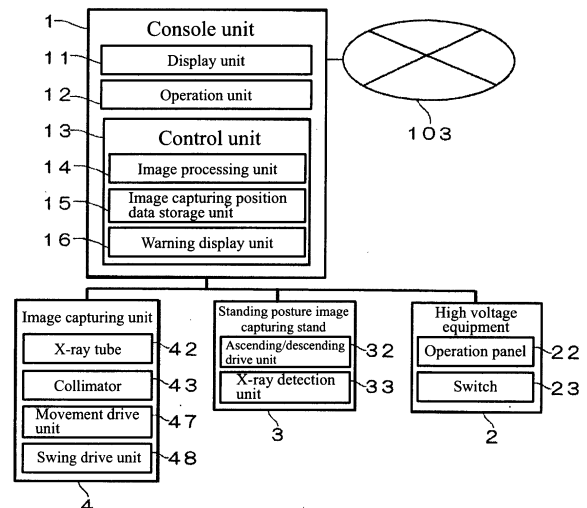 1
Console unit
11
Display unit
12
Operation unit
103
13
Control unit
14
Image processing unit
15
Image capturing position
data storage unit
16
Warning display unit
Image capturing unit
X-ray tube
42
Collimator
43
Movement drive
unit
47
Swing drive unit
48
4
Standing posture image
capturing stand
Ascending/descending
drive unit
32
X-ray detection
unit
33
3
High voltage
equipment
Operation panel
22
Switch
23
2